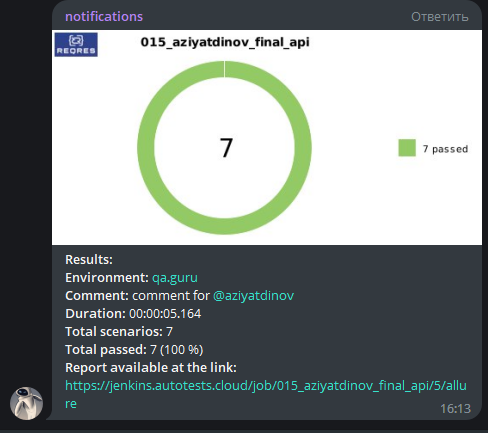 notifications
Ответить
REQRES
015_aziyatdinov_final_api
7
7 passed
Results:
Environment: qa.guru
Comment: comment for @aziyatdinov
Duration: 00:00:05.164
Total scenarios: 7
Total passed: 7 (100 %)
Report available at the link:
https://jenkins.autotests.cloud/job/015_aziyatdinov_final_api/5/allu
re
16:13